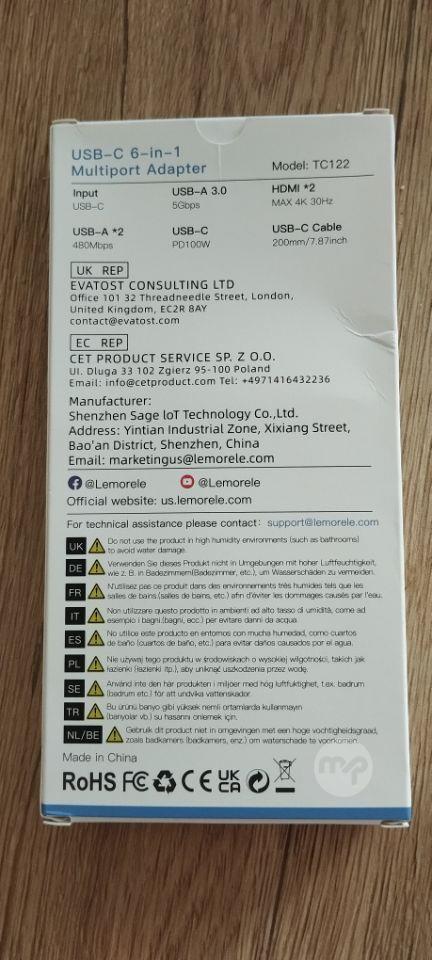 USB-C 6-in-1
Multiport Adapter
Model: TC122
Input
USB-C
USB-A 3.0
5Gbps
HDMI *2
MAX 4K 30Hz
USB-A *2
480Mbps
USB-C
PD100W
USB-C Cable
200mm/7.87inch
UK REP
EVATOST CONSULTING LTD
Office 101 32 Threadneedle Street, London,
United Kingdom, EC2R 8AY
contact@evatost.com
EC REP
CET PRODUCT SERVICE SP. Z O.O.
Ul. Dluga 33 102 Zgierz 95-100 Poland
Email: info@cetproduct.com Tel: +4971416432236
Manufacturer:
Shenzhen Sage IoT Technology Co.,Ltd.
Address: Yintian Industrial Zone, Xixiang Street,
Bao'an District, Shenzhen, China
Email: marketingus@lemorele.com
@Lemorele
@Lemorele
Official website: us.lemorele.com
For technical assistance please contact: support@lemorele.com
UK
Do not use the product in high humidity environments (such as bathrooms)
to avoid water damage.
DE
Verwenden Sie dieses Produkt nicht in Umgebungen mit hoher Luftfeuchtigkeit,
wie z. B. in Badezimmern(Badezimmer, etc.), um Wasserschäden zu vermeiden.
FR
N'utilisez pas ce produit dans des environnements très humides tels que les
salles de bains.(salles de bains, etc.) afin d'éviter les dommages causés par l'eau.
IT
Non utilizzare questo prodotto in ambienti ad alto tasso di umidità, come ad
esempio i bagni.(bagni, ecc.) per evitare danni da acqua
ES
No utilice este producto en entornos con mucha humedad, como cuartos
de baño (cuartos de baño, etc.) para evitar daños causados por el agua.
PL
Nie używaj tego produktu w środowiskach o wysokiej wilgotności, takich jak
łazienki (łazienki itp.), aby uniknąć uszkodzenia przez wodę.
SE
Använd inte den här produkten i miljöer med hög luftfuktighet, t.ex. badrum
(badrum etc.) för att undvika vattenskador.
TR
Bu ürünü banyo gibi yüksek nemli ortamlarda kullanmayın
(banyolar vb.) su hasarını önlemek için.
NL/BE
Gebruik dit product niet in omgevingen met een hoge vochtigheidsgraad,
zoals badkamers (badkamers, enz.) om waterschade te voorkomen.
Made in China
RoHS FC CE UK CA
mp